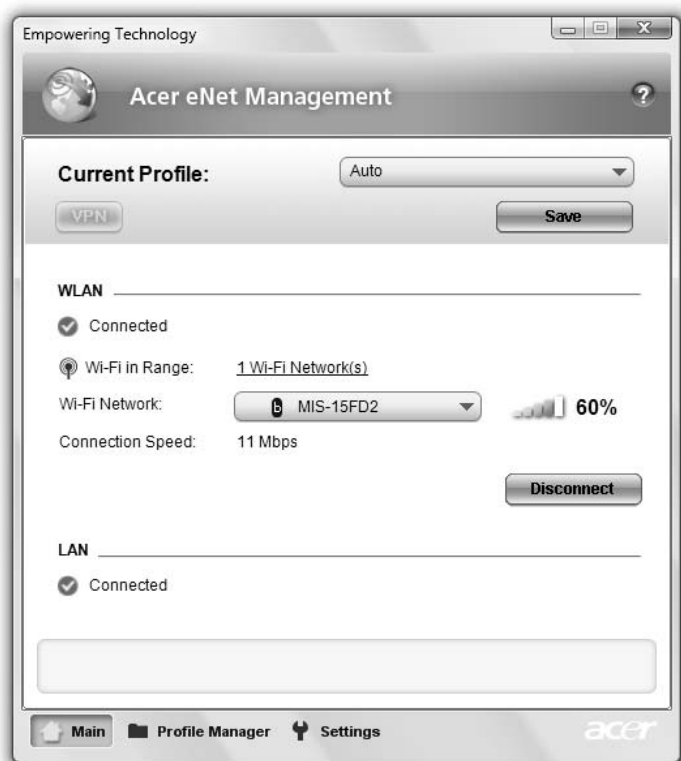 Empowering Technology
Acer eNet Management
?
Current Profile:
Auto
VPN
Save
WLAN
Connected
Wi-Fi in Range:
1 Wi-Fi Network(s)
Wi-Fi Network:
b MIS-15FD2
60%
Connection Speed:
11 Mbps
Disconnect
LAN
Connected
Main
Profile Manager
Settings
acer